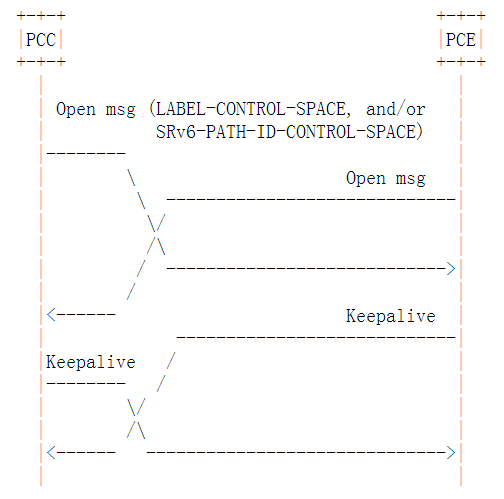 PCC PCE
Open msg (LABEL-CONTROL-SPACE, and/or
SRv6-PATH-ID-CONTROL-SPACE)
Open msg
Keepalive
Keepalive